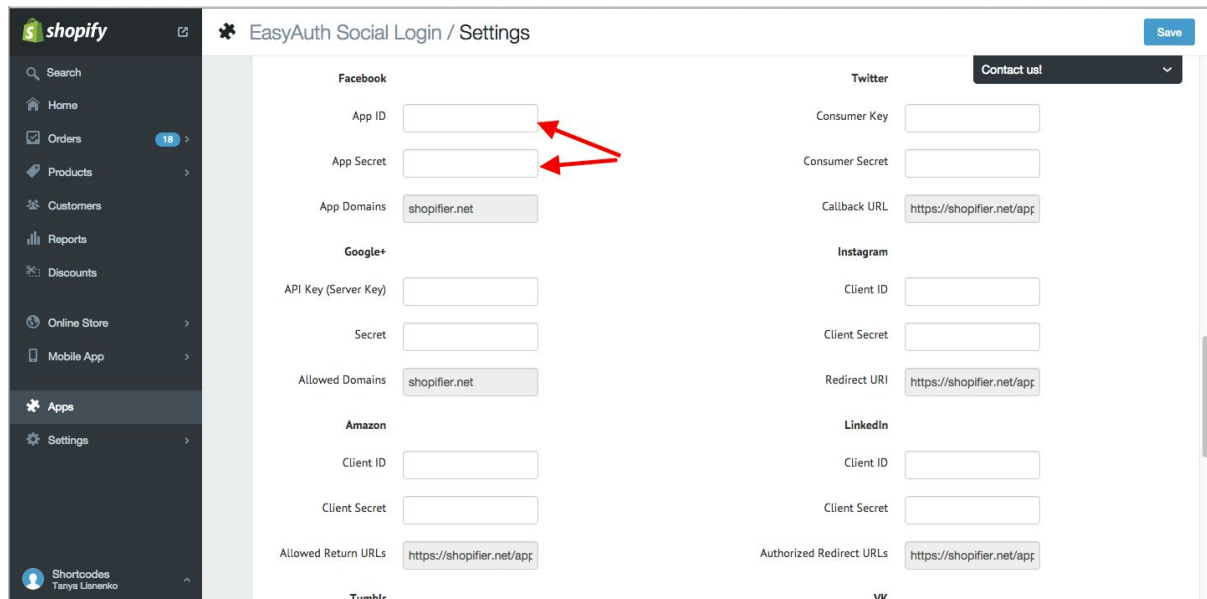 shopify
EasyAuth Social Login / Settings
Save
Search
Home
Orders 18
Products
Customers
Reports
Discounts
Online Store
Mobile App
Apps
Settings
Shortcodes
Tanya Lisnenko
Contact us!
Facebook
App ID
App Secret
App Domains shopifier.net
Twitter
Consumer Key
Consumer Secret
Callback URL https://shopifier.net/app
Google+
API Key (Server Key)
Secret
Allowed Domains shopifier.net
Instagram
Client ID
Client Secret
Redirect URI https://shopifier.net/app
Amazon
Client ID
Client Secret
Allowed Return URLs https://shopifier.net/app
LinkedIn
Client ID
Client Secret
Authorized Redirect URLs https://shopifier.net/app
Tumblr
VK